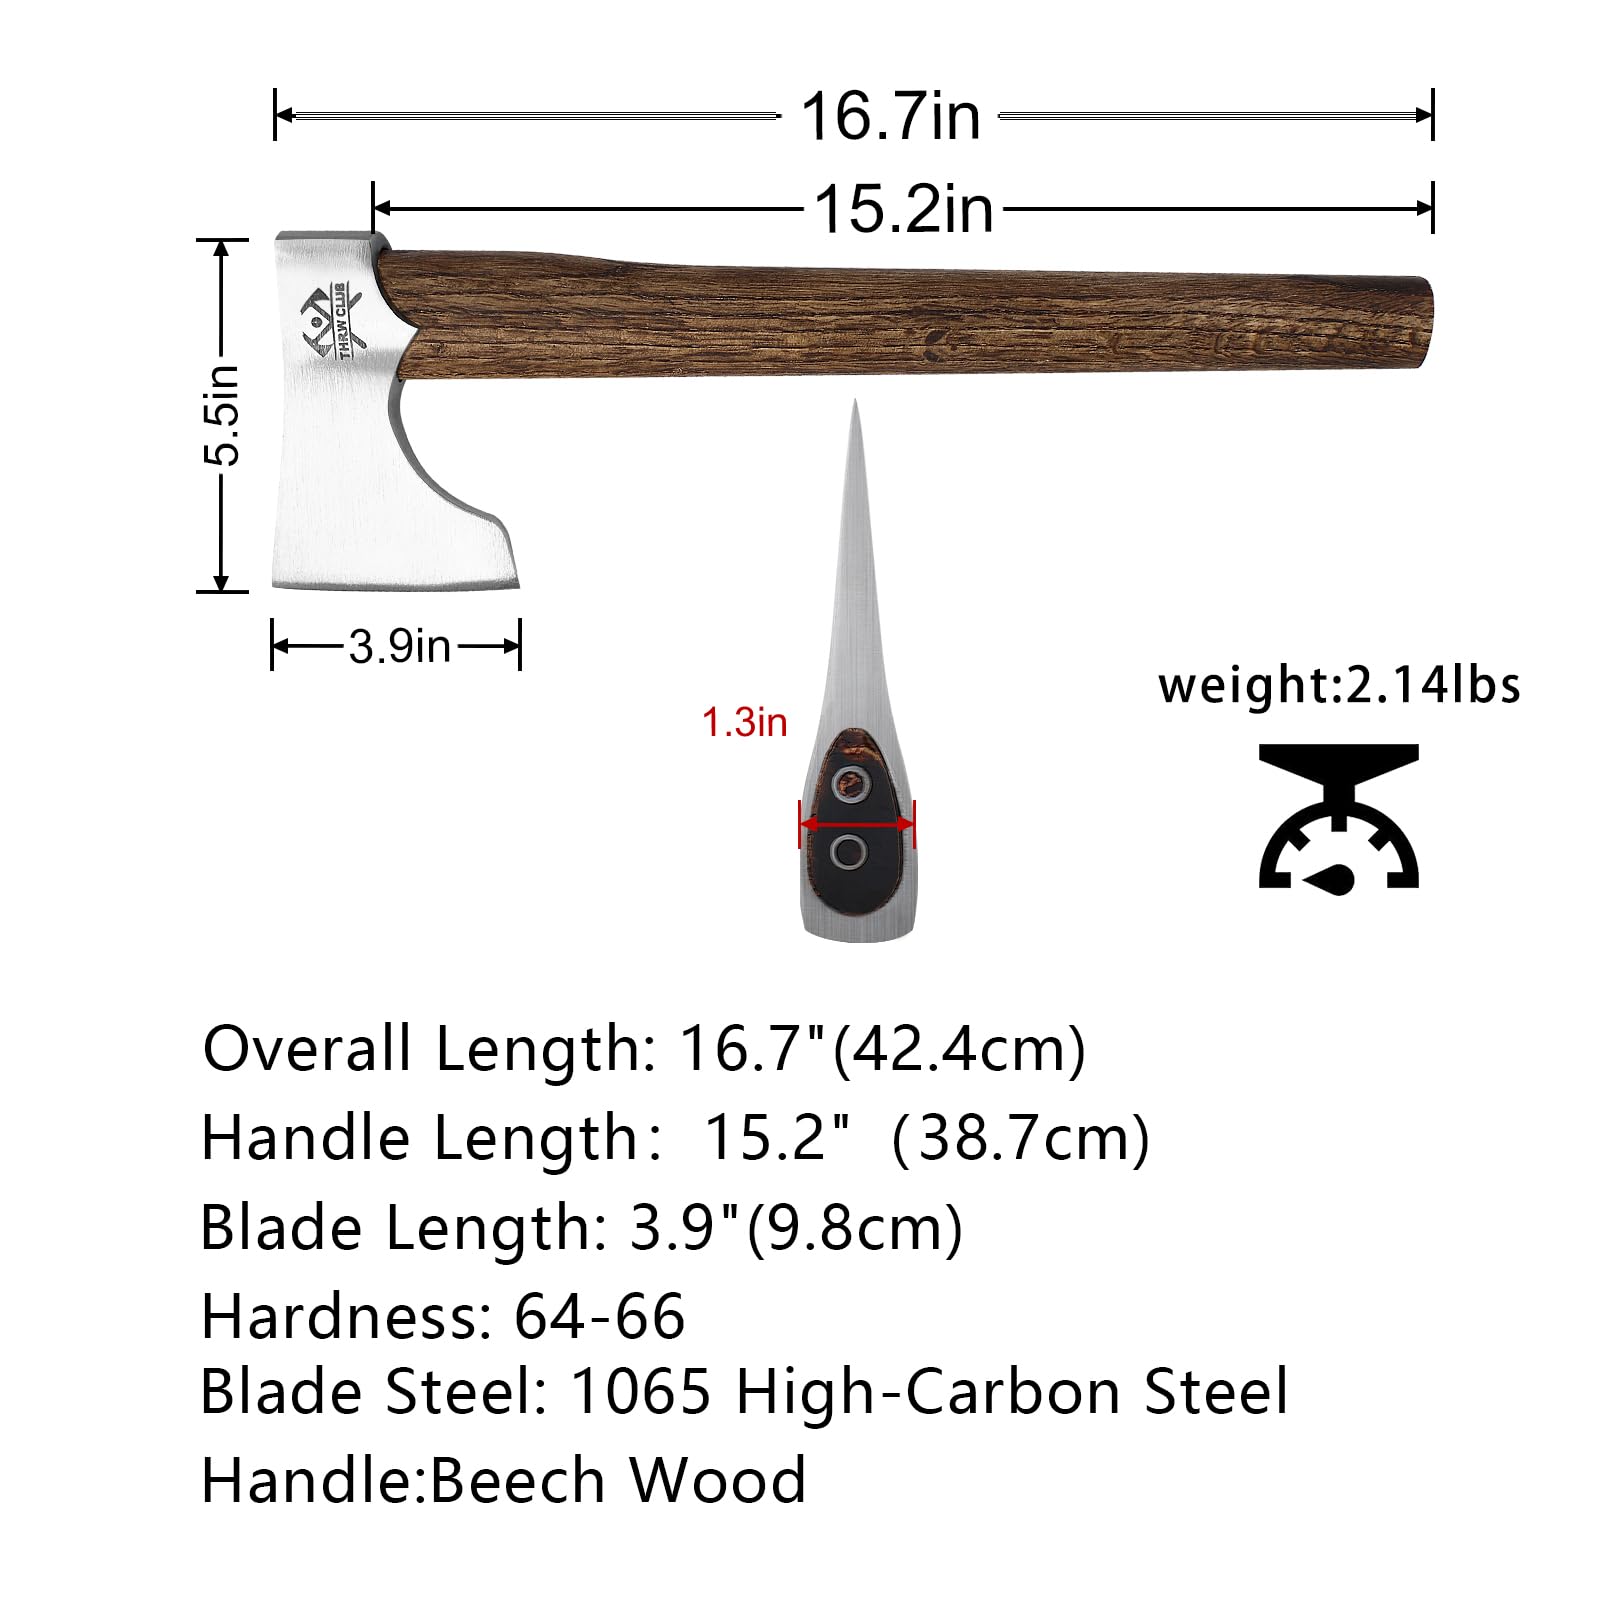 16.7in
15.2in
THRW CLUB
5.5in
3.9in
1.3in
weight:2.14lbs
Overall Length: 16.7"(42.4cm)
Handle Length：15.2"（38.7cm)
Blade Length: 3.9"(9.8cm)
Hardness: 64-66
Blade Steel: 1065 High-Carbon Steel
Handle:Beech Wood